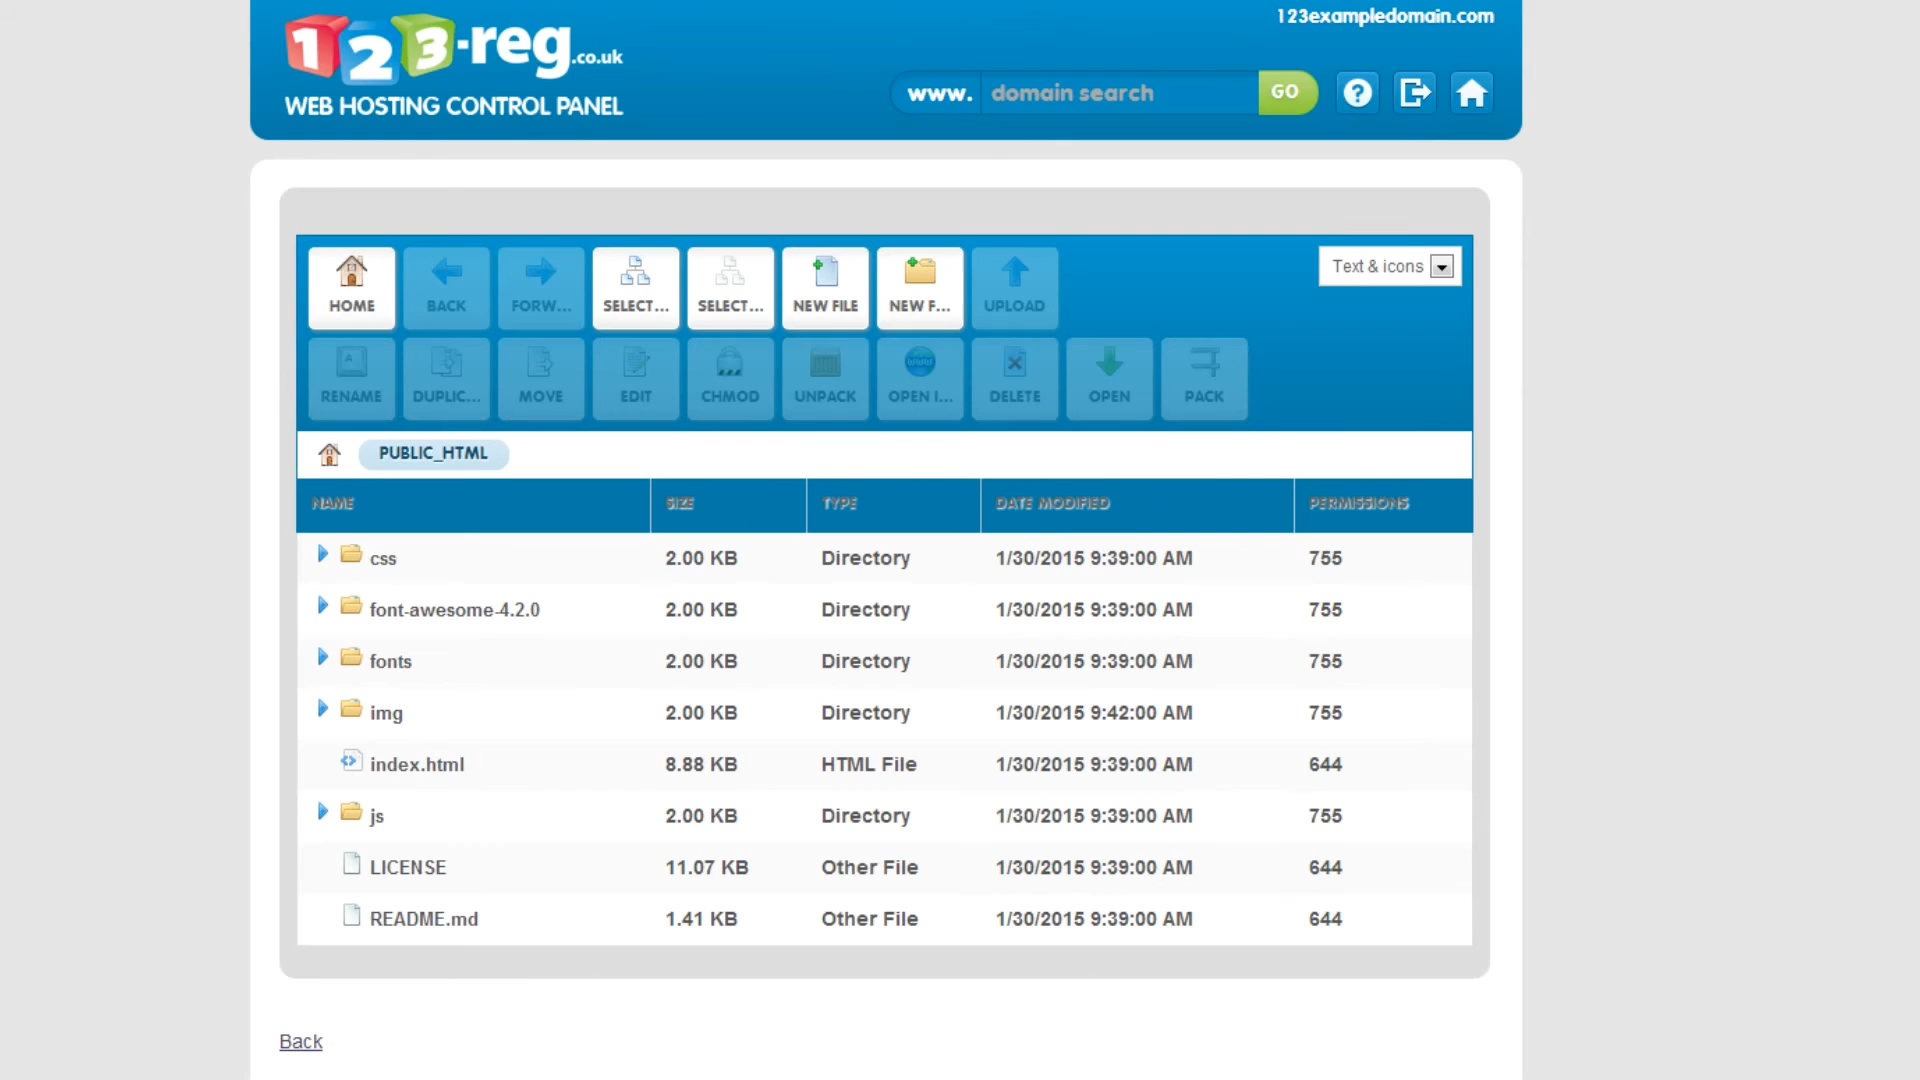 123exampledomain.com
123-reg.co.uk
WEB HOSTING CONTROL PANEL
www. domain search GO
HOME BACK FORW... SELECT... SELECT... NEW FILE NEW F... UPLOAD
Text & icons
RENAME DUPLIC... MOVE EDIT CHMOD UNPACK OPEN I... DELETE OPEN PACK
PUBLIC_HTML
NAME SIZE TYPE DATE MODIFIED PERMISSIONS
css 2.00 KB Directory 1/30/2015 9:39:00 AM 755
font-awesome-4.2.0 2.00 KB Directory 1/30/2015 9:39:00 AM 755
fonts 2.00 KB Directory 1/30/2015 9:39:00 AM 755
img 2.00 KB Directory 1/30/2015 9:42:00 AM 755
index.html 8.88 KB HTML File 1/30/2015 9:39:00 AM 644
js 2.00 KB Directory 1/30/2015 9:39:00 AM 755
LICENSE 11.07 KB Other File 1/30/2015 9:39:00 AM 644
README.md 1.41 KB Other File 1/30/2015 9:39:00 AM 644
Back